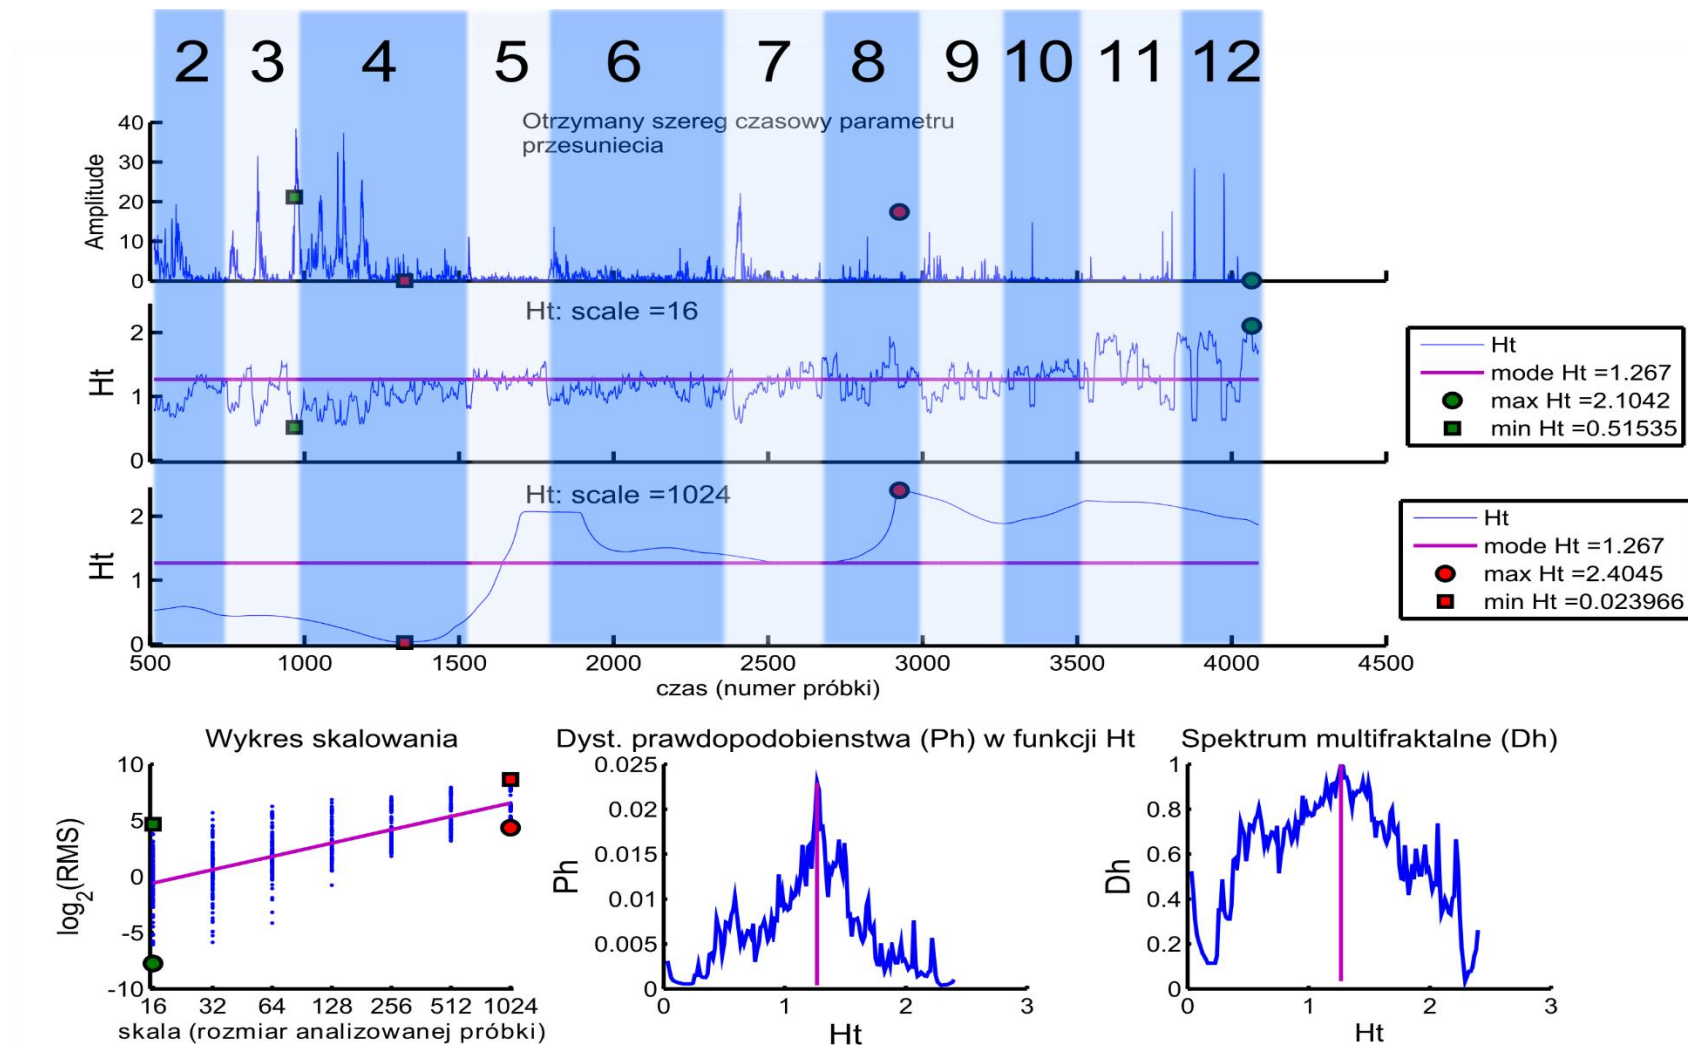 2 3 4 5 6 7 8 9 10 11 12
Otrzymany szereg czasowy parametru
przesuniecia
Amplitude
40
30
20
10
0
Ht: scale =16
Ht
2
1
0
Ht
mode Ht =1.267
max Ht =2.1042
min Ht =0.51535
Ht: scale =1024
Ht
2
1
0
500 1000 1500 2000 2500 3000 3500 4000 4500
czas (numer próbki)
Ht
mode Ht =1.267
max Ht =2.4045
min Ht =0.023966
Wykres skalowania
log2(RMS)
10
5
0
-5
-10
16 32 64 128 256 512 1024
skala (rozmiar analizowanej próbki)
Dyst. prawdopodobienstwa (Ph) w funkcji Ht
Ph
0.025
0.02
0.015
0.01
0.005
0
0 1 2 3
Ht
Spektrum multifraktalne (Dh)
Dh
1
0.8
0.6
0.4
0.2
0
0 1 2 3
Ht